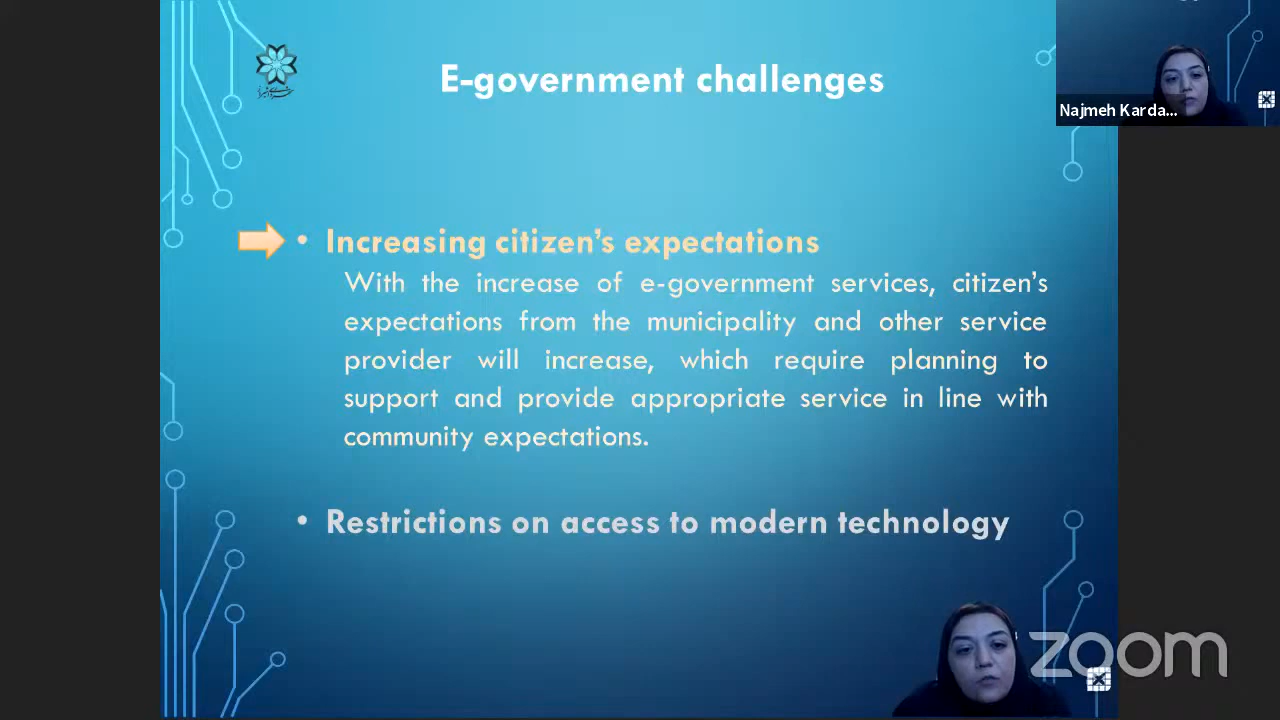 E-government challenges
Najmeh Karda...
• Increasing citizen's expectations
With the increase of e-government services, citizen's
expectations from the municipality and other service
provider will increase, which require planning to
support and provide appropriate service in line with
community expectations.
• Restrictions on access to modern technology
zoom